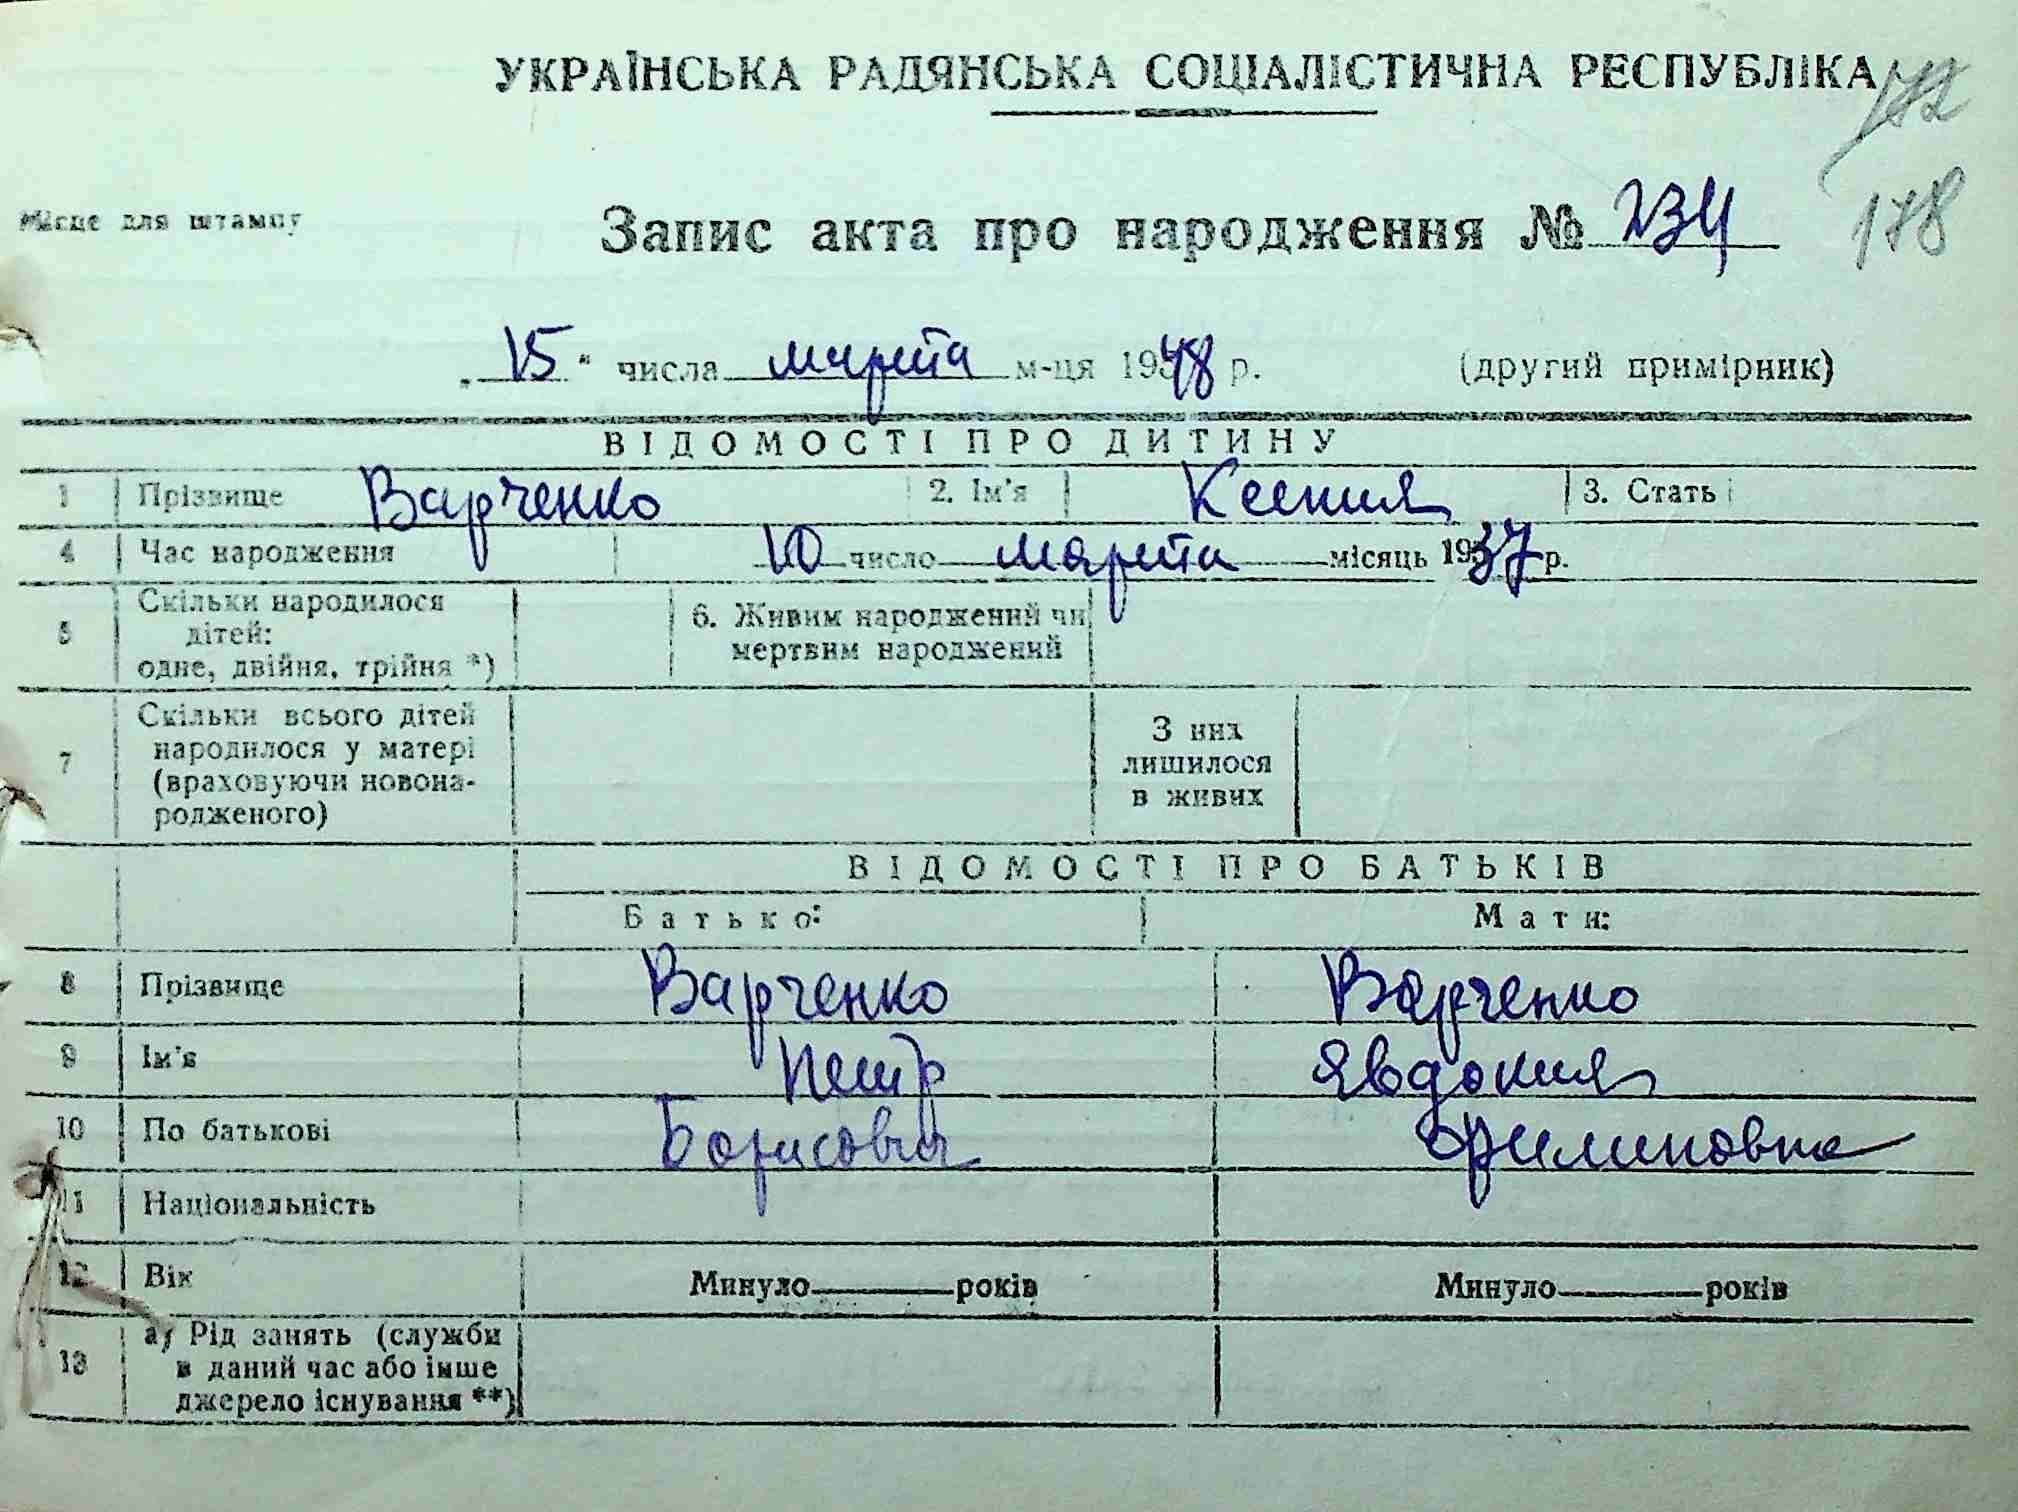 УКРАЇНСЬКА РАДЯНСЬКА СОЦІАЛІСТИЧНА РЕСПУБЛІКА
178
Місце для штампу
Запис акта про народження № 234
„15“ числа марта м-ця 1948 р. (другий примірник)
ВІДОМОСТІ ПРО ДИТИНУ
1 Прізвище Варченко 2. Ім'я Ксения 3. Стать
4 Час народження 10 число марта місяць 1937 р.
5 Скільки народилося дітей: одне, двійня, трійня *) 6. Живим народжений чи мертвим народжений
7 Скільки всього дітей народилося у матері (враховуючи новонародженого) З них лишилося в живих
ВІДОМОСТІ ПРО БАТЬКІВ
Батько: Мати:
8 Прізвище Варченко Варченко
9 Ім'я Петр Явдокия
10 По батькові Борисович Филиповна
11 Національність
12 Вік Минуло років Минуло років
13 а) Рід занять (служби в даний час або інше джерело існування **)